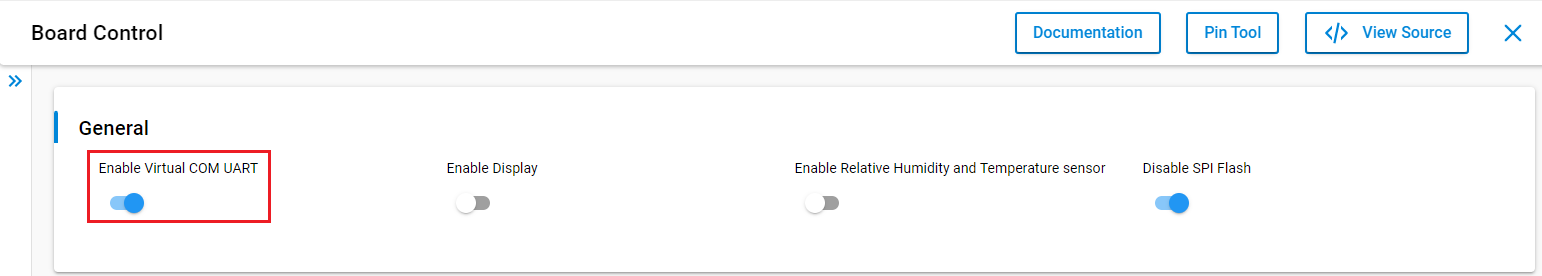 Board Control
Documentation
Pin Tool
</> View Source
General
Enable Virtual COM UART
Enable Display
Enable Relative Humidity and Temperature sensor
Disable SPI Flash